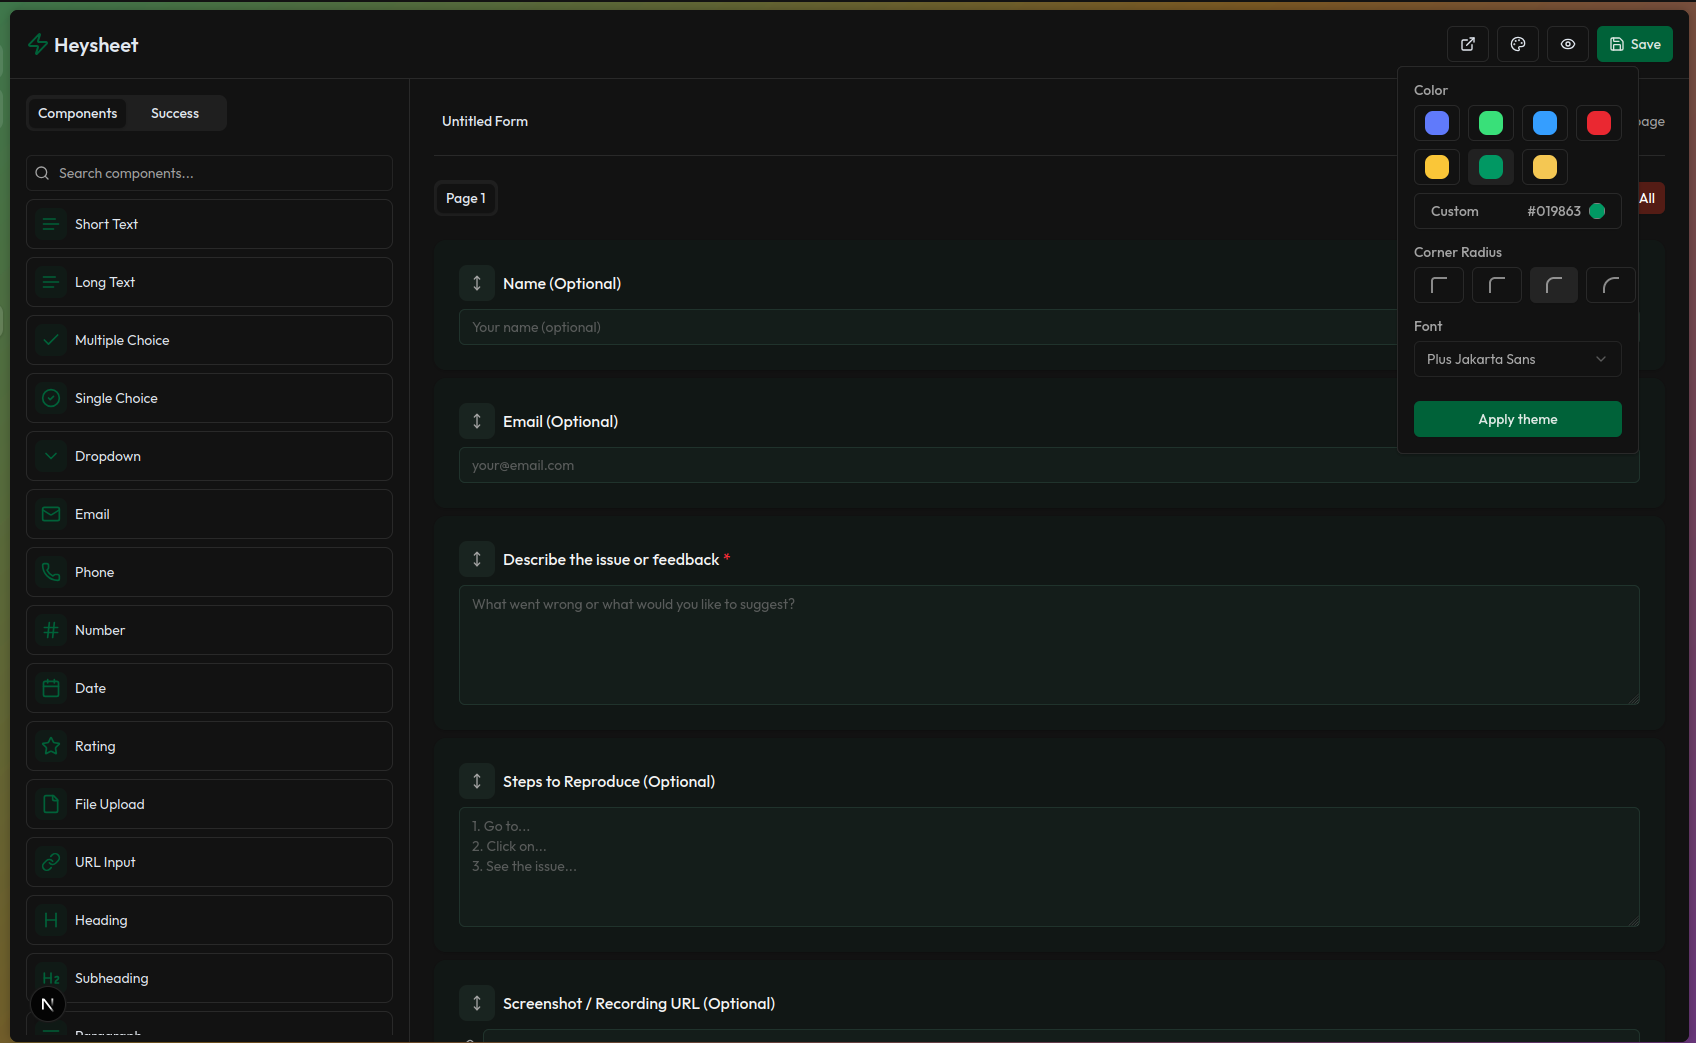 Heysheet
Save
Components
Success
Search components...
Short Text
Long Text
Multiple Choice
Single Choice
Dropdown
Email
Phone
Number
Date
Rating
File Upload
URL Input
Heading
H2 Subheading
N
Paragraph
Untitled Form
page
Page 1
All
Name (Optional)
Your name (optional)
Email (Optional)
your@email.com
Describe the issue or feedback *
What went wrong or what would you like to suggest?
Steps to Reproduce (Optional)
1. Go to...
2. Click on...
3. See the issue...
Screenshot / Recording URL (Optional)
Color
Custom #019863
Corner Radius
Font
Plus Jakarta Sans
Apply theme